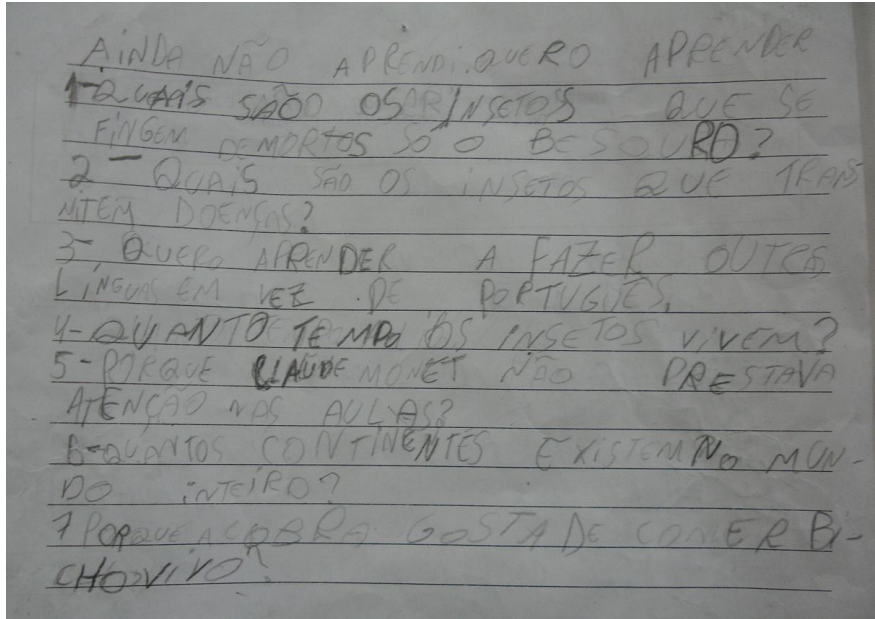 AINDA NÃO APRENDI.QUERO APRENDER
1-QUAIS SÃO OS INSETOS QUE SE
FINGEM DE MORTOS SÓ O BESOURO?
2- QUAIS SÃO OS INSETOS QUE TRANS
MITEM DOENÇAS?
3- QUERO APRENDER A FAZER OUTRAS
LINGUAS EM VEZ DE PORTUGUÊS.
4-QUANTO TEMPO OS INSETOS VIVEM?
5-PORQUE CLAUDE MONET NÃO PRESTAVA
ATENÇÃO NAS AULAS?
6-QUANTOS CONTINENTES EXISTEM NO MUN-
DO INTEIRO?
7 PORQUE A COBRA GOSTA DE COMER BI-
CHO VIVO?